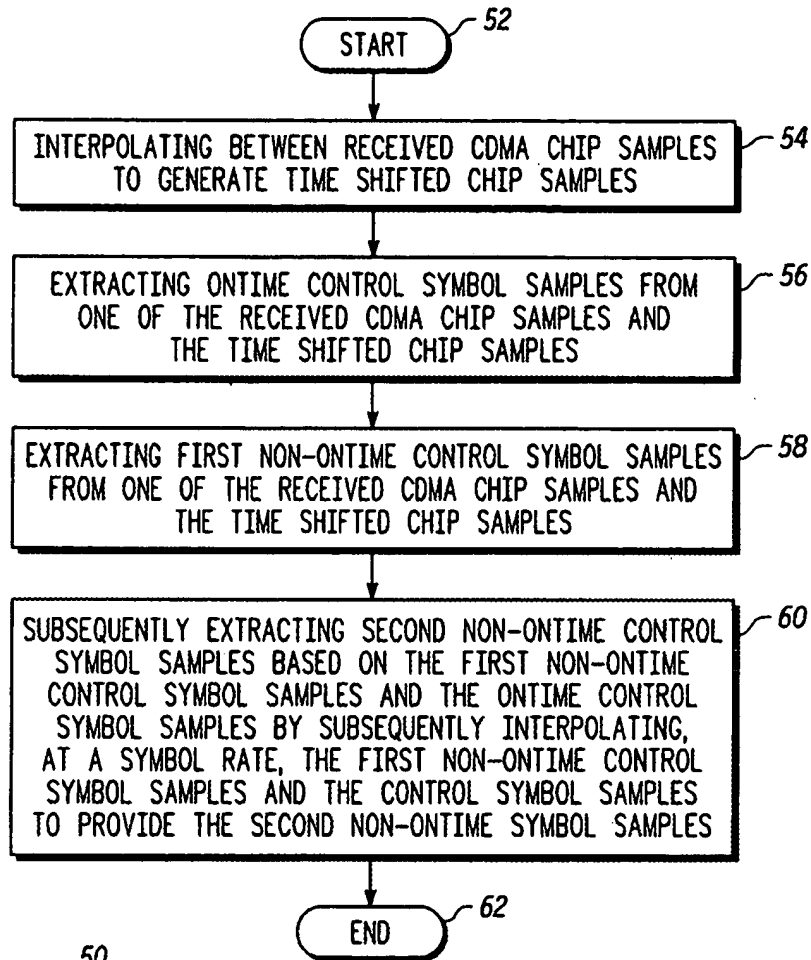 START
52
INTERPOLATING BETWEEN RECEIVED CDMA CHIP SAMPLES
TO GENERATE TIME SHIFTED CHIP SAMPLES
54
EXTRACTING ONTIME CONTROL SYMBOL SAMPLES FROM
ONE OF THE RECEIVED CDMA CHIP SAMPLES AND
THE TIME SHIFTED CHIP SAMPLES
56
EXTRACTING FIRST NON-ONTIME CONTROL SYMBOL SAMPLES
FROM ONE OF THE RECEIVED CDMA CHIP SAMPLES AND
THE TIME SHIFTED CHIP SAMPLES
58
SUBSEQUENTLY EXTRACTING SECOND NON-ONTIME CONTROL
SYMBOL SAMPLES BASED ON THE FIRST NON-ONTIME
CONTROL SYMBOL SAMPLES AND THE ONTIME CONTROL
SYMBOL SAMPLES BY SUBSEQUENTLY INTERPOLATING,
AT A SYMBOL RATE, THE FIRST NON-ONTIME CONTROL
SYMBOL SAMPLES AND THE CONTROL SYMBOL SAMPLES
TO PROVIDE THE SECOND NON-ONTIME SYMBOL SAMPLES
60
END
62
50